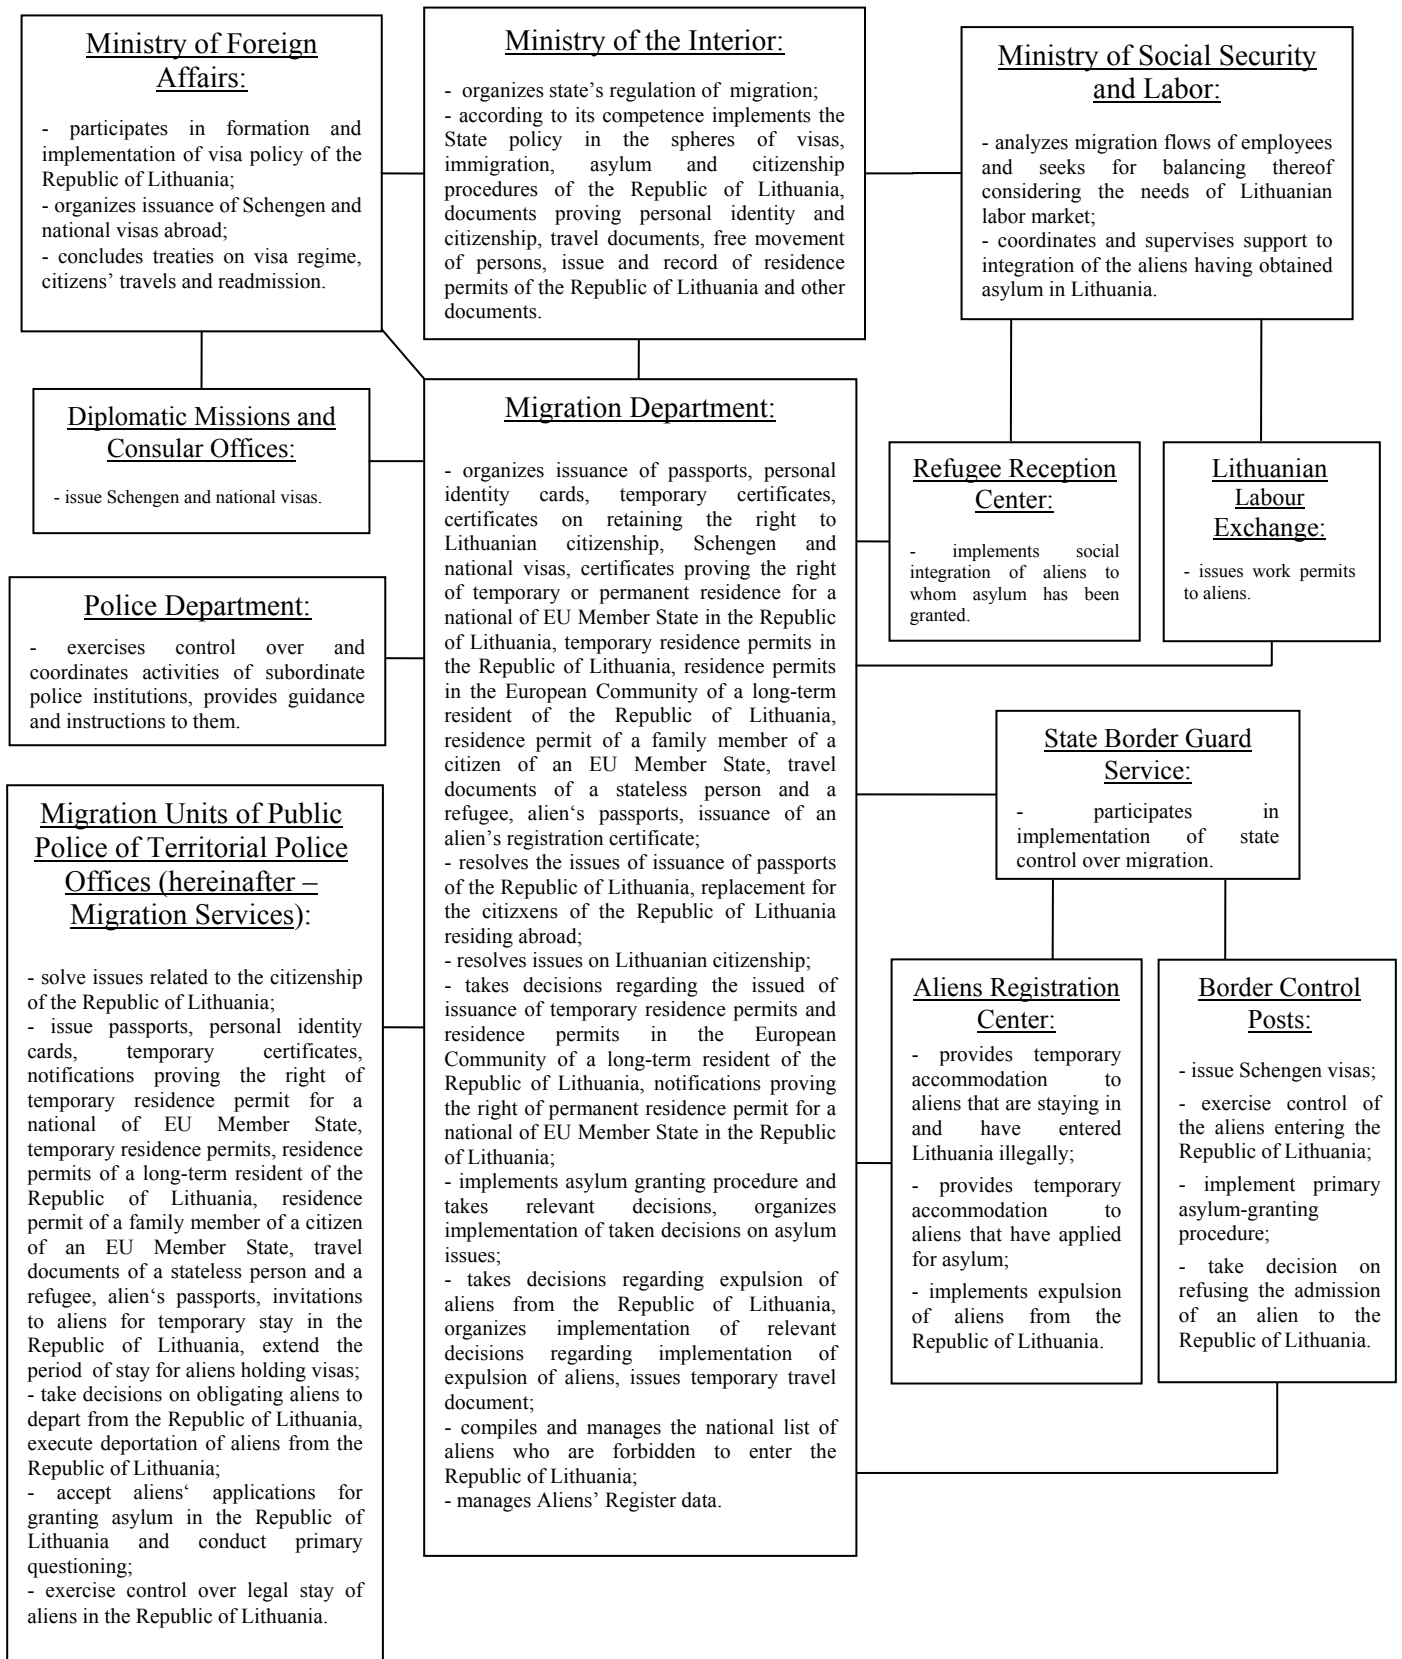 Ministry of Foreign
Affairs:
- participates in formation and
implementation of visa policy of the
Republic of Lithuania;
- organizes issuance of Schengen and
national visas abroad;
- concludes treaties on visa regime,
citizens’ travels and readmission.
Ministry of the Interior:
- organizes state’s regulation of migration;
- according to its competence implements the
State policy in the spheres of visas,
immigration, asylum and citizenship
procedures of the Republic of Lithuania,
documents proving personal identity and
citizenship, travel documents, free movement
of persons, issue and record of residence
permits of the Republic of Lithuania and other
documents.
Ministry of Social Security
and Labor:
- analyzes migration flows of employees
and seeks for balancing thereof
considering the needs of Lithuanian
labor market;
- coordinates and supervises support to
integration of the aliens having obtained
asylum in Lithuania.
Diplomatic Missions and
Consular Offices:
- issue Schengen and national visas.
Police Department:
- exercises control over and
coordinates activities of subordinate
police institutions, provides guidance
and instructions to them.
Migration Units of Public
Police of Territorial Police
Offices (hereinafter –
Migration Services):
- solve issues related to the citizenship
of the Republic of Lithuania;
- issue passports, personal identity
cards, temporary certificates,
notifications proving the right of
temporary residence permit for a
national of EU Member State,
temporary residence permits, residence
permits of a long-term resident of the
Republic of Lithuania, residence
permit of a family member of a citizen
of an EU Member State, travel
documents of a stateless person and a
refugee, alien‘s passports, invitations
to aliens for temporary stay in the
Republic of Lithuania, extend the
period of stay for aliens holding visas;
- take decisions on obligating aliens to
depart from the Republic of Lithuania,
execute deportation of aliens from the
Republic of Lithuania;
- accept aliens‘ applications for
granting asylum in the Republic of
Lithuania and conduct primary
questioning;
- exercise control over legal stay of
aliens in the Republic of Lithuania.
Migration Department:
- organizes issuance of passports, personal
identity cards, temporary certificates,
certificates on retaining the right to
Lithuanian citizenship, Schengen and
national visas, certificates proving the right
of temporary or permanent residence for a
national of EU Member State in the Republic
of Lithuania, temporary residence permits in
the Republic of Lithuania, residence permits
in the European Community of a long-term
resident of the Republic of Lithuania,
residence permit of a family member of a
citizen of an EU Member State, travel
documents of a stateless person and a
refugee, alien‘s passports, issuance of an
alien’s registration certificate;
- resolves the issues of issuance of passports
of the Republic of Lithuania, replacement for
the citizxens of the Republic of Lithuania
residing abroad;
- resolves issues on Lithuanian citizenship;
- takes decisions regarding the issued of
issuance of temporary residence permits and
residence permits in the European
Community of a long-term resident of the
Republic of Lithuania, notifications proving
the right of permanent residence permit for a
national of EU Member State in the Republic
of Lithuania;
- implements asylum granting procedure and
takes relevant decisions, organizes
implementation of taken decisions on asylum
issues;
- takes decisions regarding expulsion of
aliens from the Republic of Lithuania,
organizes implementation of relevant
decisions regarding implementation of
expulsion of aliens, issues temporary travel
document;
- compiles and manages the national list of
aliens who are forbidden to enter the
Republic of Lithuania;
- manages Aliens’ Register data.
Refugee Reception
Center:
- implements social
integration of aliens to
whom asylum has been
granted.
Lithuanian
Labour
Exchange:
- issues work permits
to aliens.
State Border Guard
Service:
- participates in
implementation of state
control over migration.
Aliens Registration
Center:
- provides temporary
accommodation to
aliens that are staying in
and have entered
Lithuania illegally;
- provides temporary
accommodation to
aliens that have applied
for asylum;
- implements expulsion
of aliens from the
Republic of Lithuania.
Border Control
Posts:
- issue Schengen visas;
- exercise control of
the aliens entering the
Republic of Lithuania;
- implement primary
asylum-granting
procedure;
- take decision on
refusing the admission
of an alien to the
Republic of Lithuania.